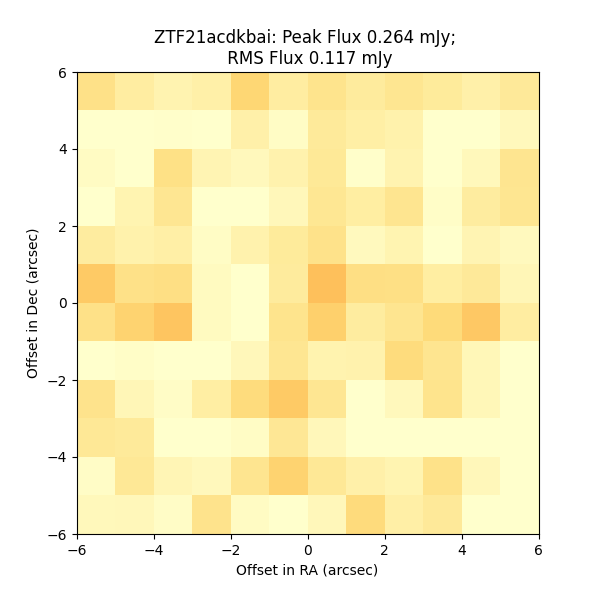 ZTF21acdkbai: Peak Flux 0.264 mJy;
RMS Flux 0.117 mJy
6
4
2
0
−2
−4
−6
Offset in Dec (arcsec)
−6 −4 −2 0 2 4 6
Offset in RA (arcsec)